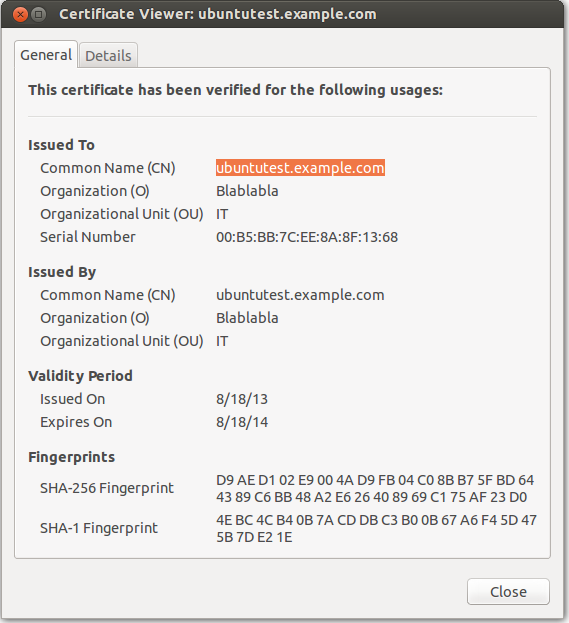 Certificate Viewer: ubuntutest.example.com
General Details
This certificate has been verified for the following usages:
Issued To
Common Name (CN) ubuntutest.example.com
Organization (O) Blablabla
Organizational Unit (OU) IT
Serial Number 00:B5:BB:7C:EE:8A:8F:13:68
Issued By
Common Name (CN) ubuntutest.example.com
Organization (O) Blablabla
Organizational Unit (OU) IT
Validity Period
Issued On 8/18/13
Expires On 8/18/14
Fingerprints
SHA-256 Fingerprint D9 AE D1 02 E9 00 4A D9 FB 04 C0 8B B7 5F BD 64
43 89 C6 BB 48 A2 E6 26 40 89 69 C1 75 AF 23 D0
SHA-1 Fingerprint 4E BC 4C B4 0B 7A CD DB C3 B0 0B 67 A6 F4 5D 47
5B 7D E2 1E
Close